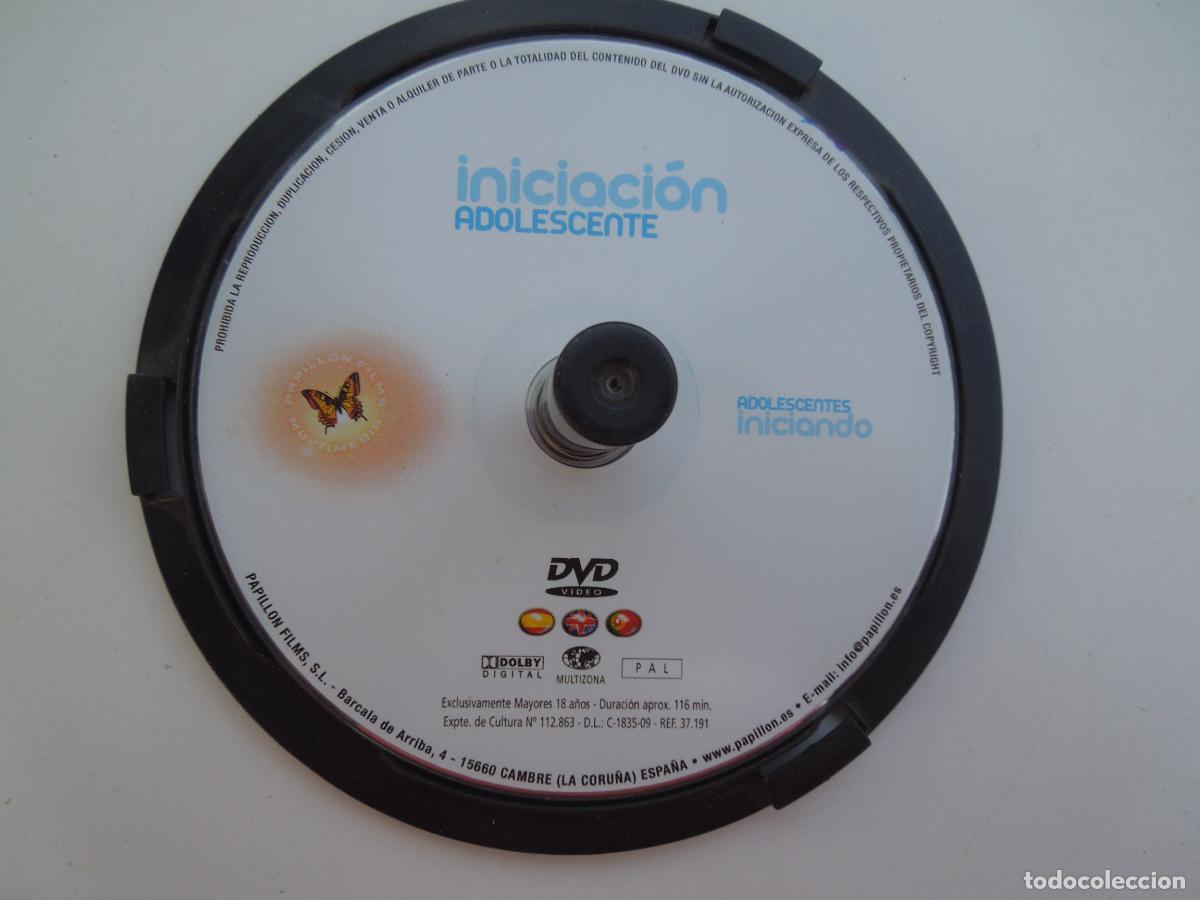 PROHIBIDA LA REPRODUCCION, DUPLICACION, CESION, VENTA O ALQUILER DE PARTE O LA TOTALIDAD DEL CONTENIDO DEL DVD SIN LA AUTORIZACION EXPRESA DE LOS RESPECTIVOS PROPIETARIOS DEL COPYRIGHT
iniciación
ADOLESCENTE
PAPILLON FILMS
MULTIMEDIA
ADOLESCENTES
iniciando
DVD
VIDEO
DOLBY
DIGITAL
MULTIZONA
PAL
Exclusivamente Mayores 18 años - Duración aprox. 116 min.
Expte. de Cultura Nº 112.863 - D.L.: C-1835-09 - REF. 37.191
PAPILLON FILMS, S.L. - Barcala de Arriba, 4 - 15660 CAMBRE (LA CORUÑA) ESPAÑA • www.papillon.es • E-mail: info@papillon.es
todocoleccion